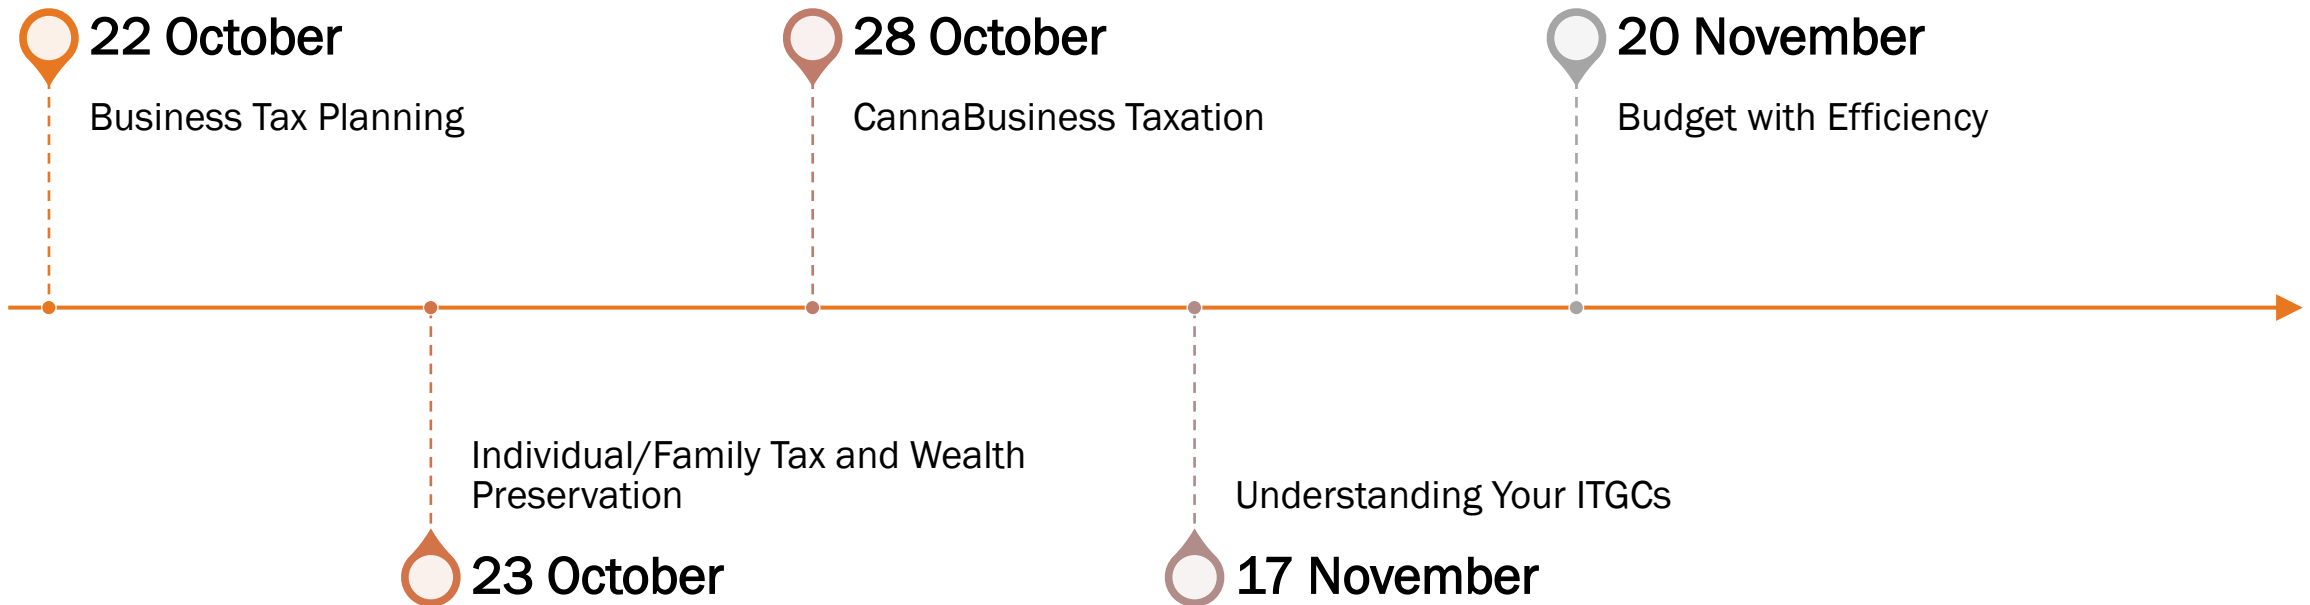 22 October
Business Tax Planning
28 October
CannaBusiness Taxation
20 November
Budget with Efficiency
Individual/Family Tax and Wealth
Preservation
23 October
Understanding Your ITGCs
17 November